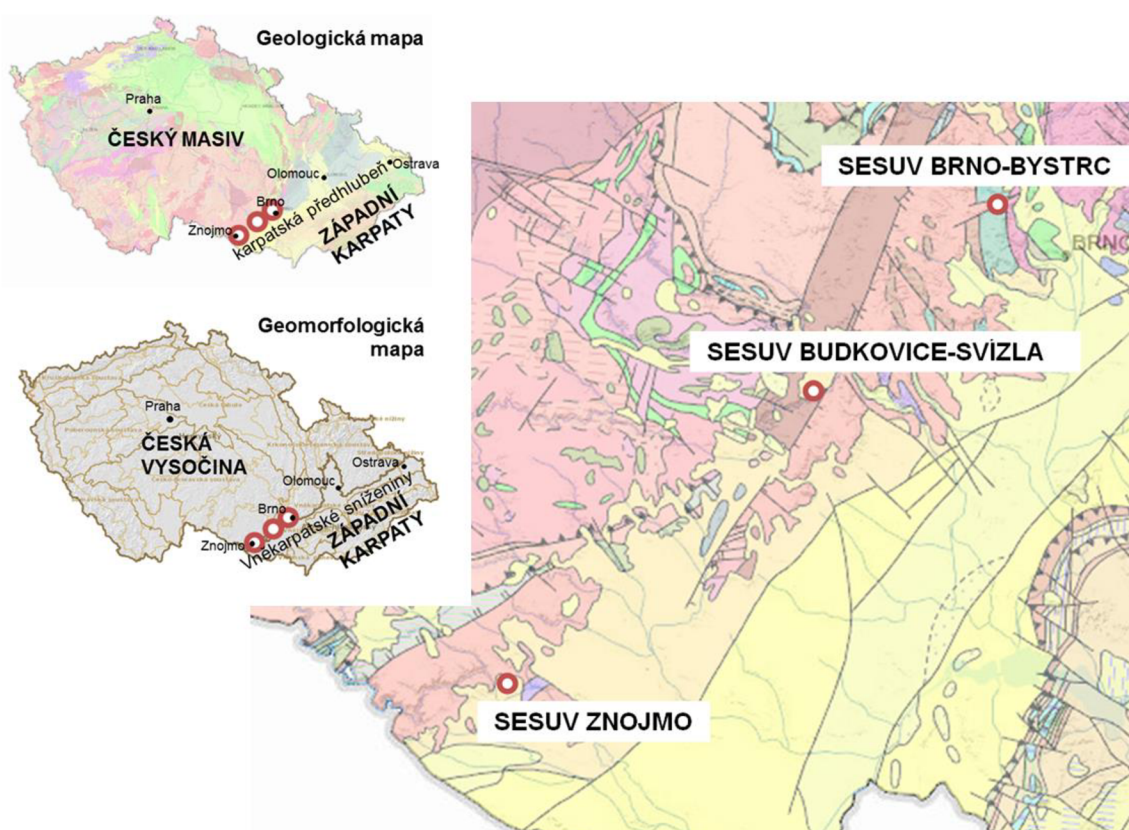 Geologická mapa
Praha
ČESKÝ MASIV
Ostrava
Olomouc
karpatská předhlubeň
Brno
ZÁPADNÍ
KARPATY
Znojmo
Geomorfologická
mapa
Praha
ČESKÁ
VYSOČINA
Ostrava
Olomouc
Vněkarpatské sníženiny
Brno
ZÁPADNÍ
KARPATY
Znojmo
SESUV BRNO-BYSTRC
BRNO
SESUV BUDKOVICE-SVÍZLA
SESUV ZNOJMO